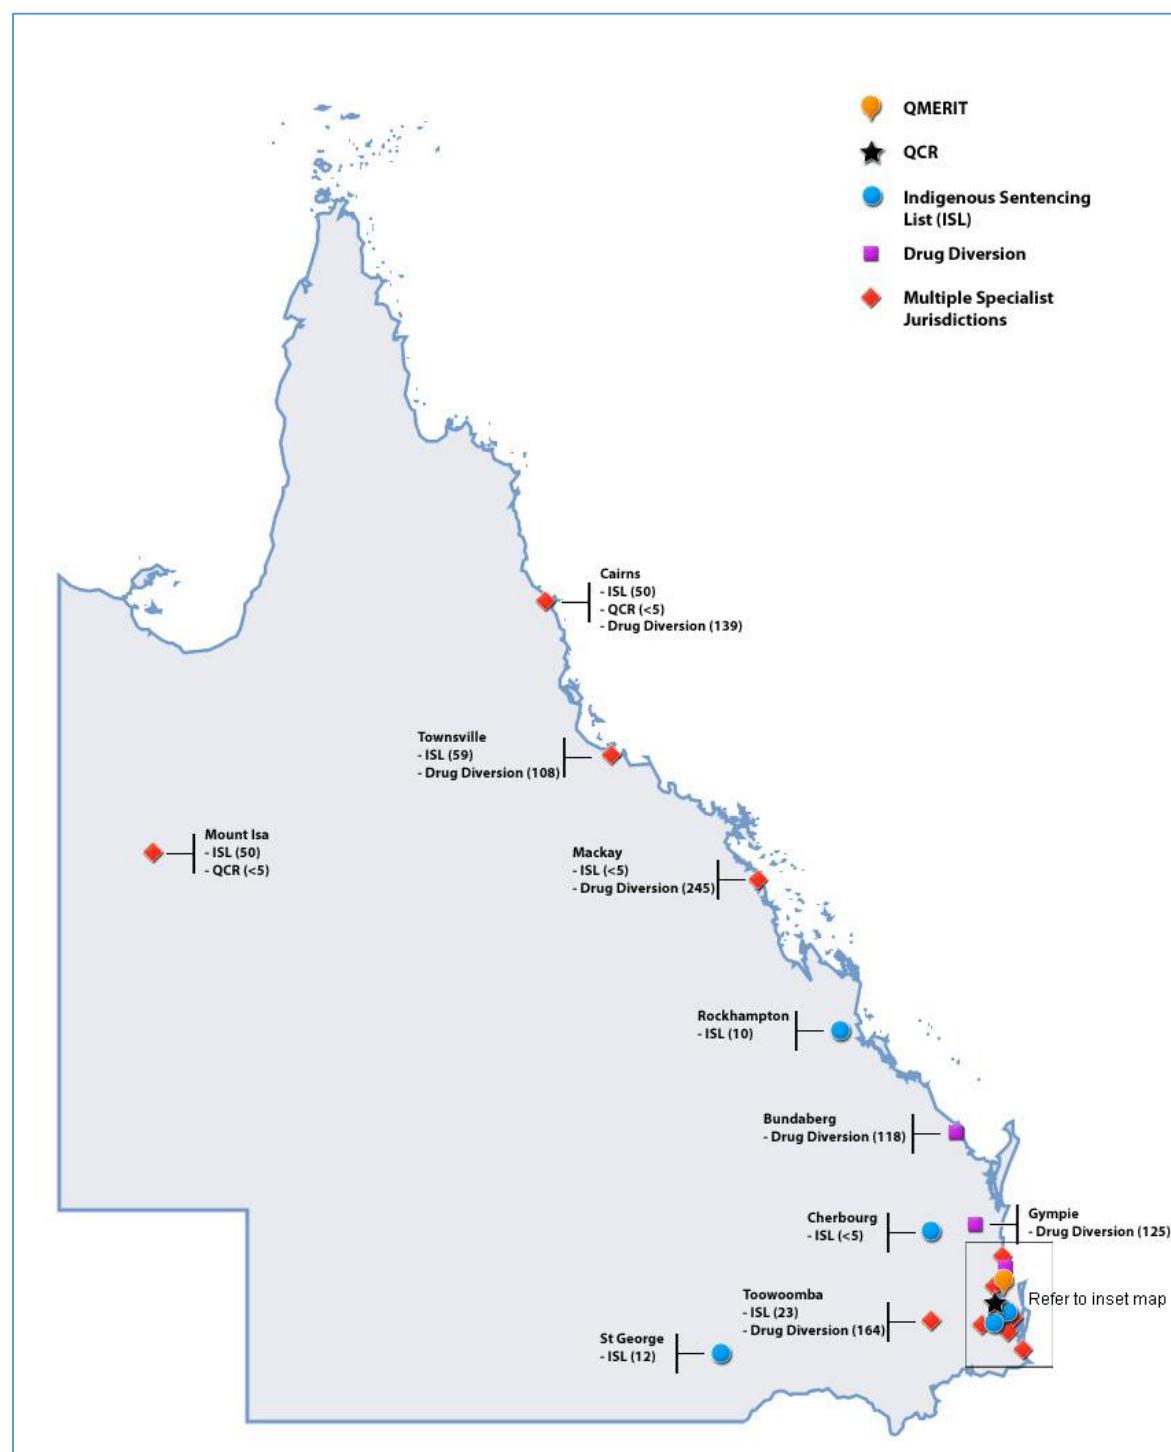 QMERIT
QCR
Indigenous Sentencing
List (ISL)
Drug Diversion
Multiple Specialist
Jurisdictions
Cairns
- ISL (50)
- QCR (<5)
- Drug Diversion (139)
Townsville
- ISL (59)
- Drug Diversion (108)
Mount Isa
- ISL (50)
- QCR (<5)
Mackay
- ISL (<5)
- Drug Diversion (245)
Rockhampton
- ISL (10)
Bundaberg
- Drug Diversion (118)
Cherbourg
- ISL (<5)
Gympie
- Drug Diversion (125)
Refer to inset map
Toowoomba
- ISL (23)
- Drug Diversion (164)
St George
- ISL (12)